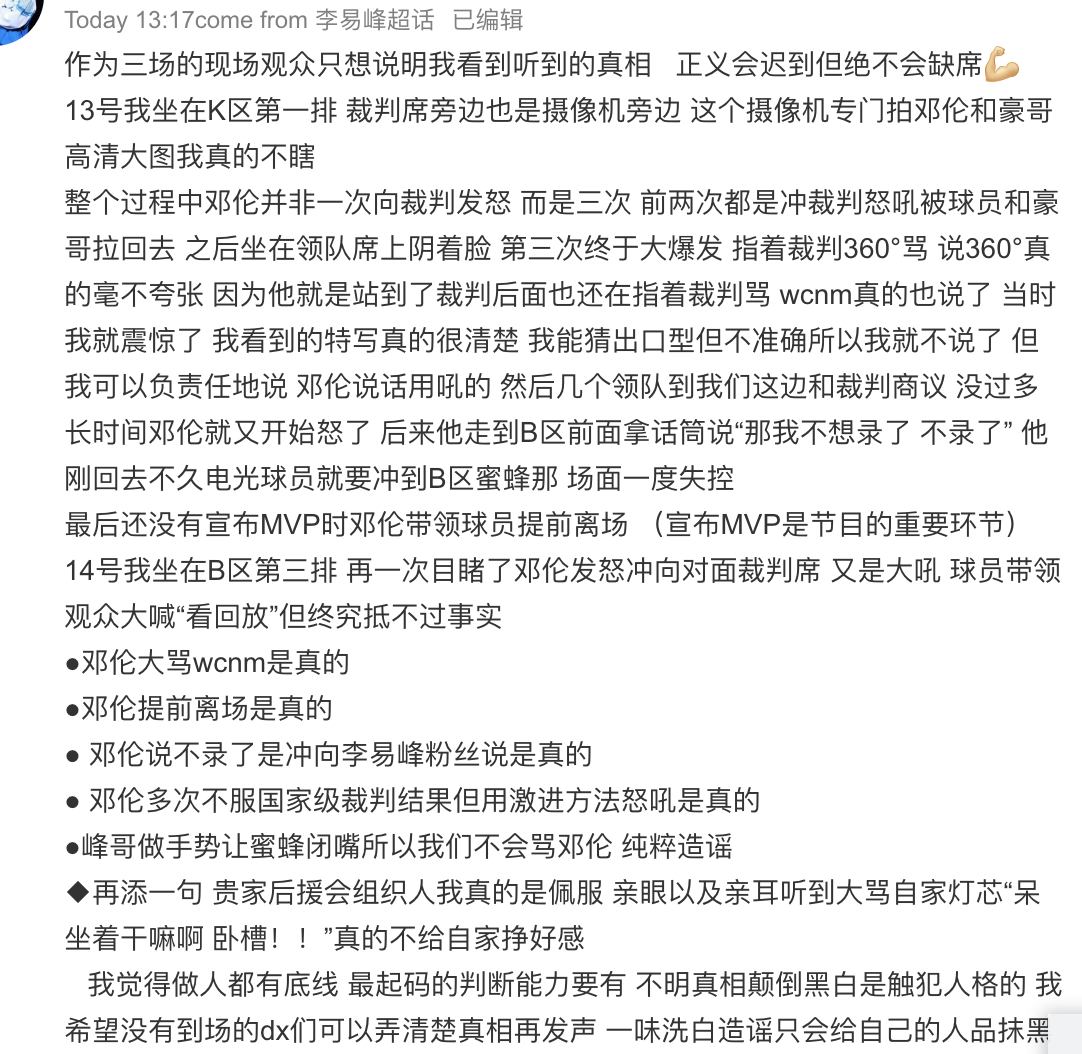 Today 13:17come from 李易峰超话 已编辑
作为三场的现场观众只想说明我看到听到的真相 正义会迟到但绝不会缺席💪🏼
13号我坐在K区第一排 裁判席旁边也是摄像机旁边 这个摄像机专门拍邓伦和豪哥
高清大图我真的不瞎
整个过程中邓伦并非一次向裁判发怒 而是三次 前两次都是冲裁判怒吼被球员和豪
哥拉回去 之后坐在领队席上阴着脸 第三次终于大爆发 指着裁判360°骂 说360°真
的毫不夸张 因为他就是站到了裁判后面也还在指着裁判骂 wcnm真的也说了 当时
我就震惊了 我看到的特写真的很清楚 我能猜出口型但不准确所以我就不说了 但
我可以负责任地说 邓伦说话用吼的 然后几个领队到我们这边和裁判商议 没过多
长时间邓伦就又开始怒了 后来他走到B区前面拿话筒说“那我不想录了 不录了” 他
刚回去不久电光球员就要冲到B区蜜蜂那 场面一度失控
最后还没有宣布MVP时邓伦带领球员提前离场 （宣布MVP是节目的重要环节）
14号我坐在B区第三排 再一次目睹了邓伦发怒冲向对面裁判席 又是大吼 球员带领
观众大喊“看回放”但终究抵不过事实
●邓伦大骂wcnm是真的
●邓伦提前离场是真的
● 邓伦说不录了是冲向李易峰粉丝说是真的
● 邓伦多次不服国家级裁判结果但用激进方法怒吼是真的
●峰哥做手势让蜜蜂闭嘴所以我们不会骂邓伦 纯粹造谣
◆再添一句 贵家后援会组织人我真的是佩服 亲眼以及亲耳听到大骂自家灯芯“呆
坐着干嘛啊 卧槽！！”真的不给自家挣好感
我觉得做人都有底线 最起码的判断能力要有 不明真相颠倒黑白是触犯人格的 我
希望没有到场的dx们可以弄清楚真相再发声 一味洗白造谣只会给自己的人品抹黑